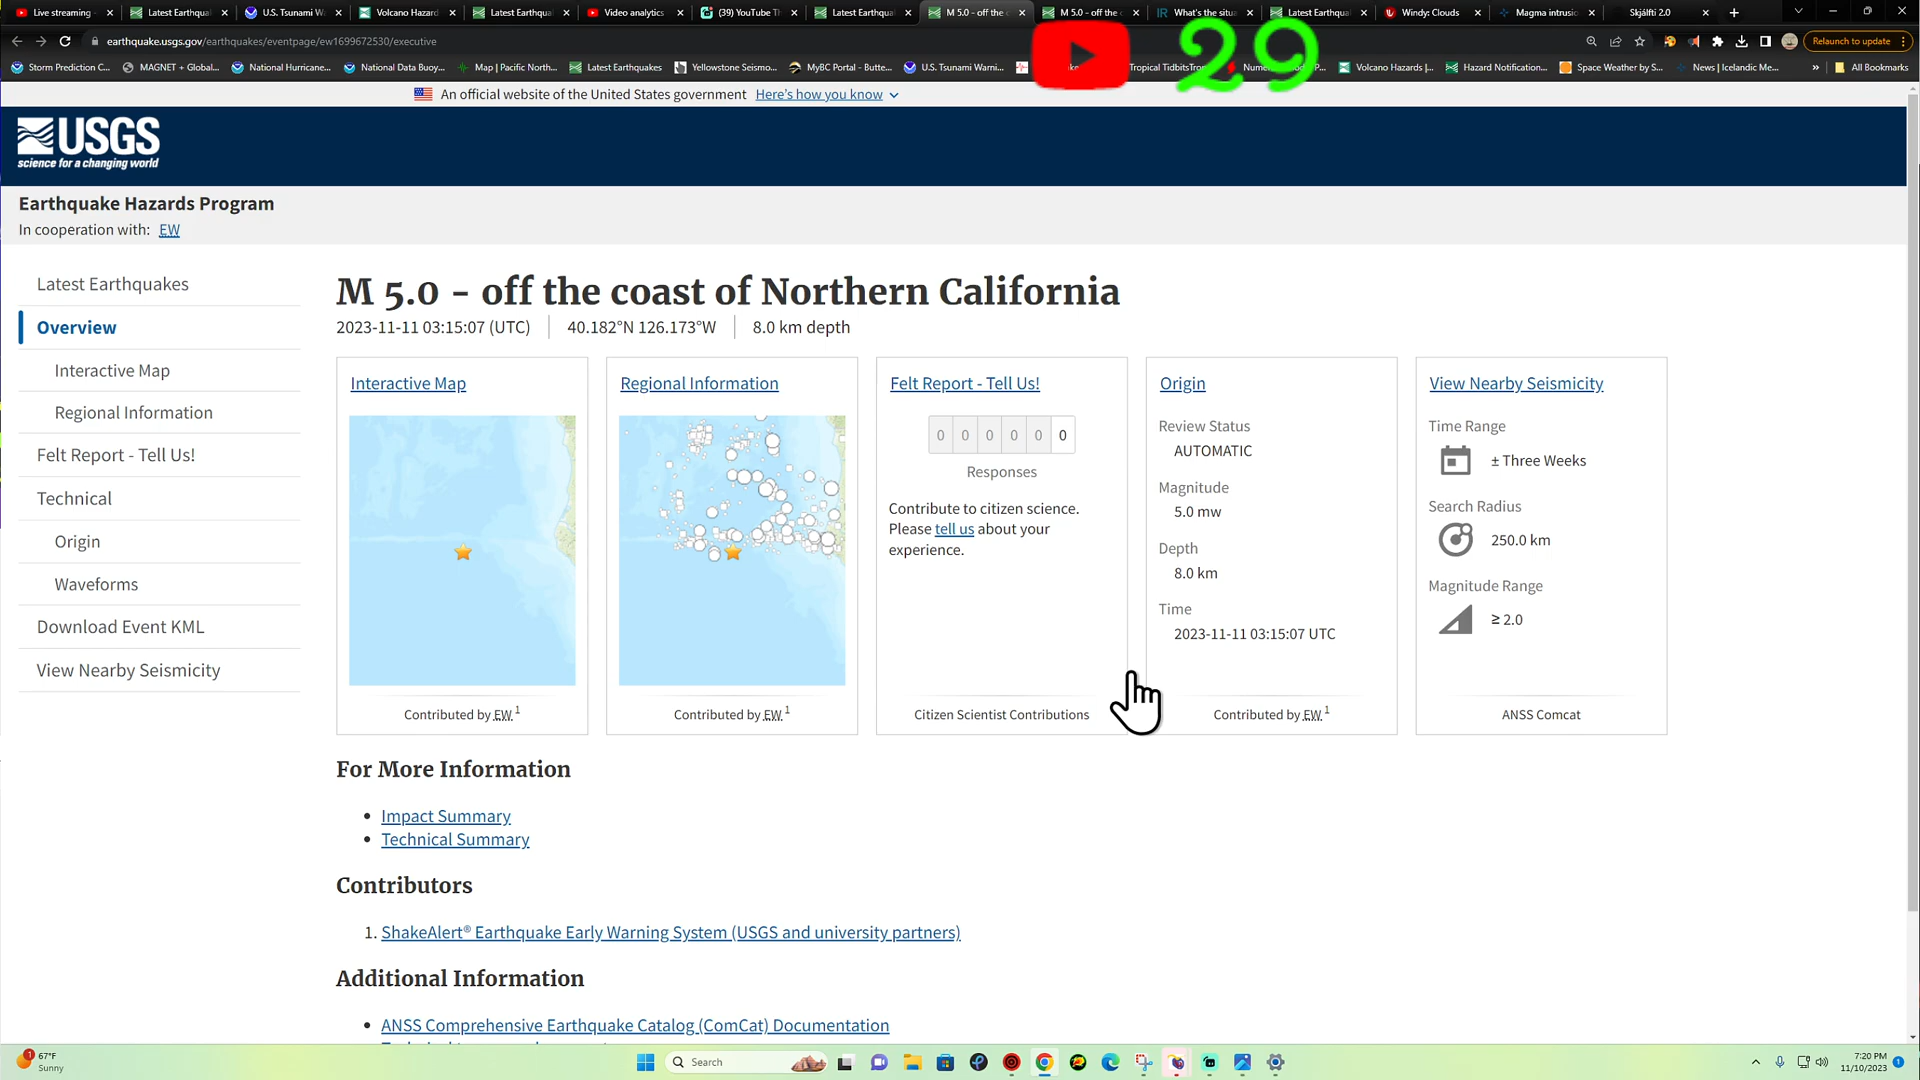 Live streaming -
Latest Earthqual
U.S. Tsunami W
Volcano Hazard
Latest Earthqual
Video analytics
(39) YouTube Th
Latest Earthqual
M 5.0 - off the c
M 5.0 - off the c
What's the situa
Latest Earthqual
Windy: Clouds
Magma intrusio
Skjálfti 2.0
earthquake.usgs.gov/earthquakes/eventpage/ew1699672530/executive
Relaunch to update
Storm Prediction C...
MAGNET + Global...
National Hurricane...
National Data Buoy...
Map | Pacific North...
Latest Earthquakes
Yellowstone Seismo...
MyBC Portal - Butte...
U.S. Tsunami Warni...
Tropical Tidbits
Volcano Hazards |...
Hazard Notification...
Space Weather by S...
News | Icelandic Me...
All Bookmarks
29
An official website of the United States government Here's how you know
USGS
science for a changing world
Earthquake Hazards Program
In cooperation with: EW
Latest Earthquakes
Overview
Interactive Map
Regional Information
Felt Report - Tell Us!
Technical
Origin
Waveforms
Download Event KML
View Nearby Seismicity
M 5.0 - off the coast of Northern California
2023-11-11 03:15:07 (UTC)
40.182°N 126.173°W
8.0 km depth
Interactive Map
Contributed by EW 1
Regional Information
Contributed by EW 1
Felt Report - Tell Us!
0 0 0 0 0 0
Responses
Contribute to citizen science.
Please tell us about your
experience.
Citizen Scientist Contributions
Origin
Review Status
AUTOMATIC
Magnitude
5.0 mw
Depth
8.0 km
Time
2023-11-11 03:15:07 UTC
Contributed by EW 1
View Nearby Seismicity
Time Range
± Three Weeks
Search Radius
250.0 km
Magnitude Range
≥ 2.0
ANSS Comcat
For More Information
• Impact Summary
• Technical Summary
Contributors
1. ShakeAlert® Earthquake Early Warning System (USGS and university partners)
Additional Information
• ANSS Comprehensive Earthquake Catalog (ComCat) Documentation
1
67°F
Sunny
Search
7:20 PM
11/10/2023
1